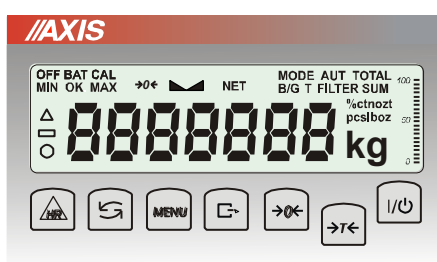 //AXIS
OFF BAT CAL MODE AUT TOTAL 100
MIN OK MAX →0← NET B/G T FILTER SUM
%ctnozt
pcslboz 50
8888888 kg
0
HR MENU →0← →T← I/